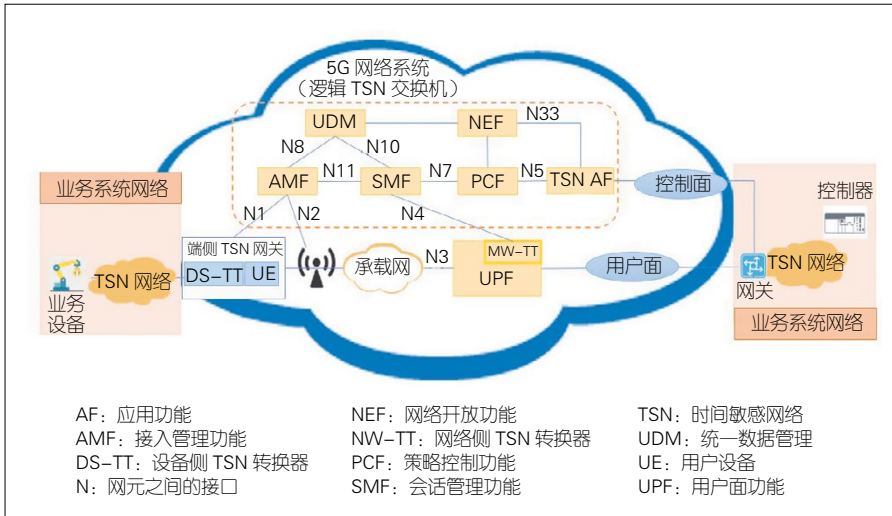 5G 网络系统
（逻辑 TSN 交换机）
UDM
NEF
N33
N8
N10
N11
N7
N5
AMF
SMF
PCF
TSN AF
控制面
业务系统网络
控制器
N1
N2
N4
端侧 TSN 网关
MW-TT
TSN 网络
DS-TT
UE
承载网
N3
UPF
用户面
TSN 网络
网关
业务
设备
业务系统网络
AF：应用功能
AMF：接入管理功能
DS-TT：设备侧 TSN 转换器
N：网元之间的接口
NEF：网络开放功能
NW-TT：网络侧 TSN 转换器
PCF：策略控制功能
SMF：会话管理功能
TSN：时间敏感网络
UDM：统一数据管理
UE：用户设备
UPF：用户面功能